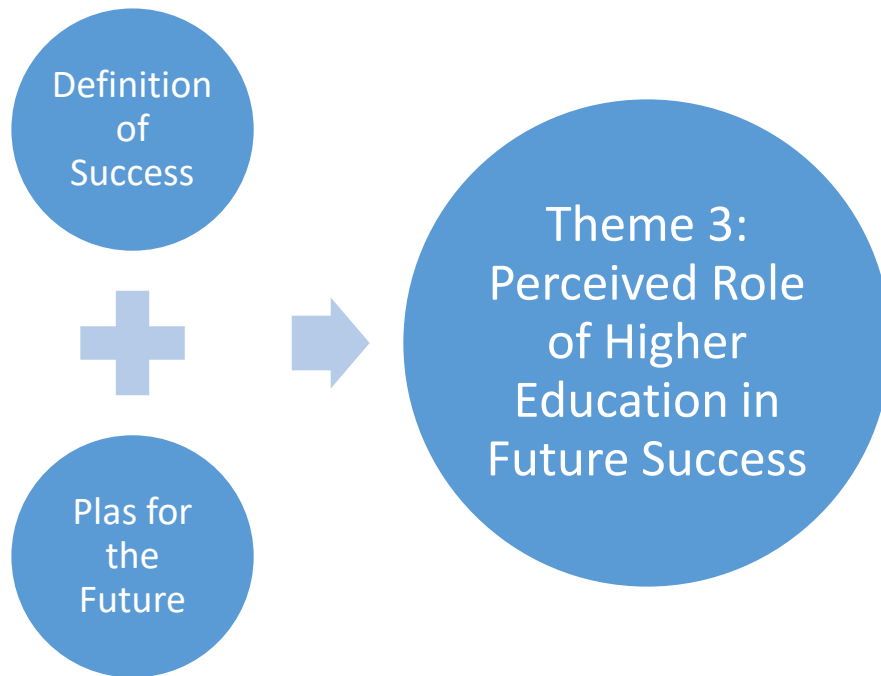 Definition
of
Success
Plas for
the
Future
Theme 3:
Perceived Role
of Higher
Education in
Future Success